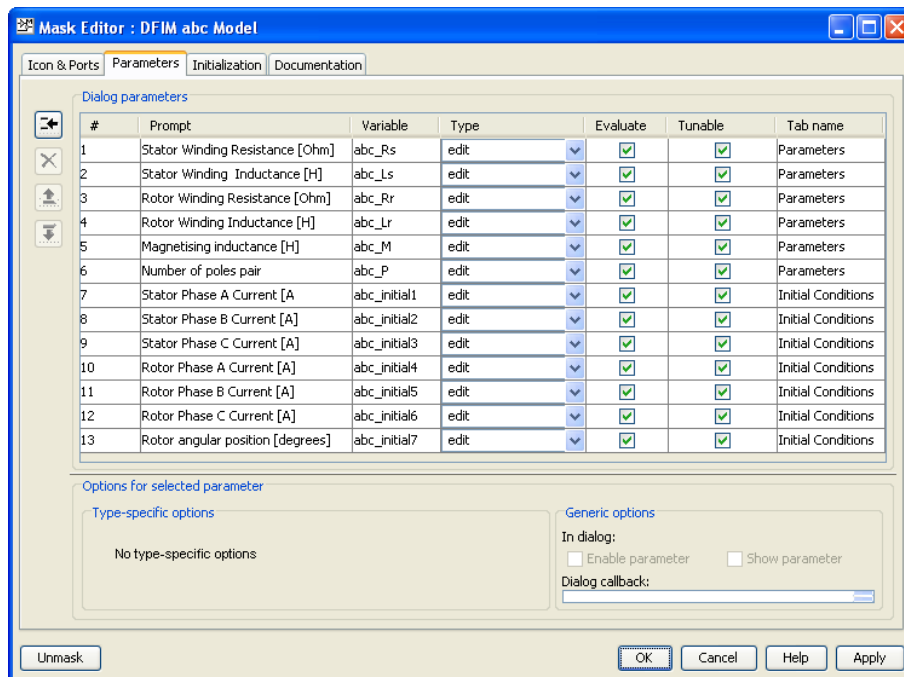 Mask Editor : DFIM abc Model
Icon & Ports Parameters Initialization Documentation
Dialog parameters
# Prompt Variable Type Evaluate Tunable Tab name
1 Stator Winding Resistance [Ohm] abc_Rs edit Parameters
2 Stator Winding Inductance [H] abc_Ls edit Parameters
3 Rotor Winding Resistance [Ohm] abc_Rr edit Parameters
4 Rotor Winding Inductance [H] abc_Lr edit Parameters
5 Magnetising inductance [H] abc_M edit Parameters
6 Number of poles pair abc_P edit Parameters
7 Stator Phase A Current [A abc_initial1 edit Initial Conditions
8 Stator Phase B Current [A] abc_initial2 edit Initial Conditions
9 Stator Phase C Current [A] abc_initial3 edit Initial Conditions
10 Rotor Phase A Current [A] abc_initial4 edit Initial Conditions
11 Rotor Phase B Current [A] abc_initial5 edit Initial Conditions
12 Rotor Phase C Current [A] abc_initial6 edit Initial Conditions
13 Rotor angular position [degrees] abc_initial7 edit Initial Conditions
Options for selected parameter
Type-specific options
No type-specific options
Generic options
In dialog:
Enable parameter Show parameter
Dialog callback:
Unmask OK Cancel Help Apply